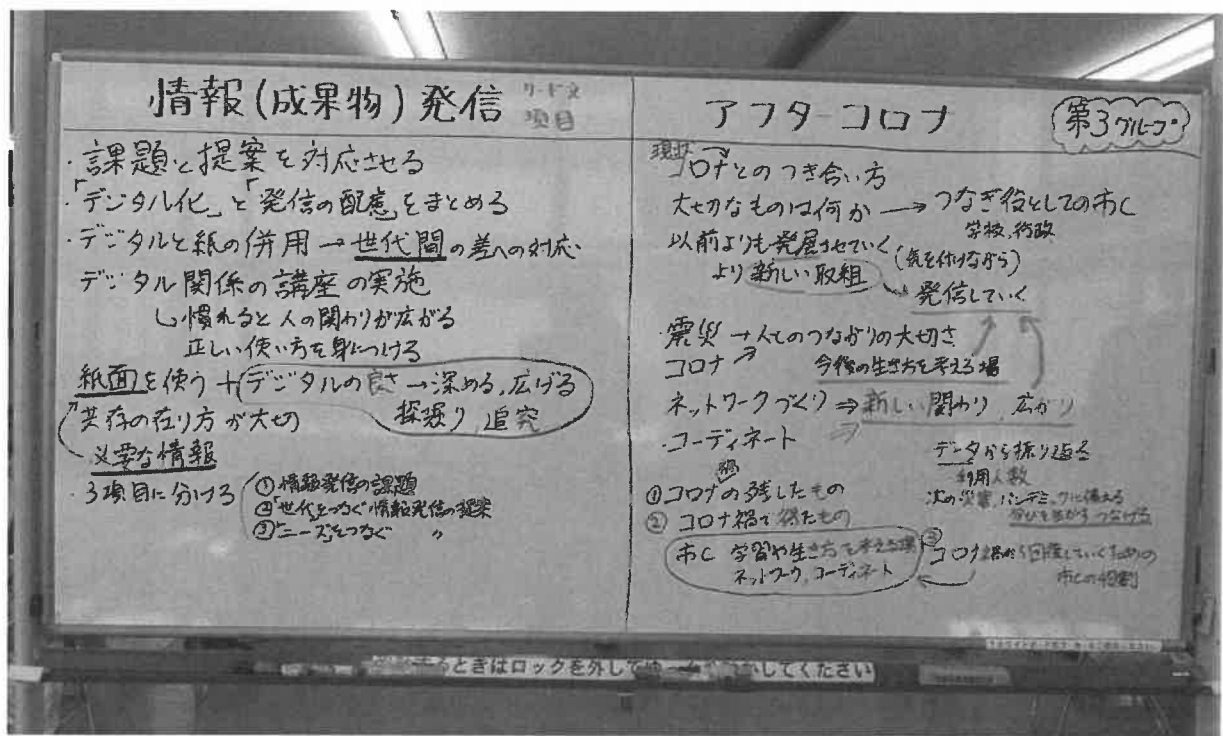 情報(成果物)発信
リード文
項目
・課題と提案を対応させる
・「デジタル化」と「発信の配慮」をまとめる
・デジタルと紙の併用→世代間の差への対応
デジタル関係の講座の実施
↳慣れると人の関わりが広がる
正しい使い方を身につける
紙面を使う+デジタルの良さ→深める、広げる
深掘り、追究
共存の在り方が大切
必要な情報
・3項目に分ける
①情報発信の課題
②「世代」をつなぐ情報発信の提案
③「ニーズ」をつなぐ 〃
アフターコロナ
第3グループ
現状
コロナとのつき合い方
大切なものは何か→つなぎ役としての市C
学校、行政
以前よりも発展させていく(気を付けながら)
より新しい取組
発信していく
・震災→人とのつながりの大切さ
コロナ
今後の生き方を考える場
ネットワークづくり⇒新しい関わり、広がり
・コーディネート
データから振り返る
利用人数
次の災害、パンデミックに備える
学びを生かす つなげる
禍
①コロナの残したもの
②コロナ禍で得たもの
③コロナ禍から回復していくための
市Cの役割
市C 学習や生き方を考える場
ネットワーク、コーディネート
ときはロックを外して
してください